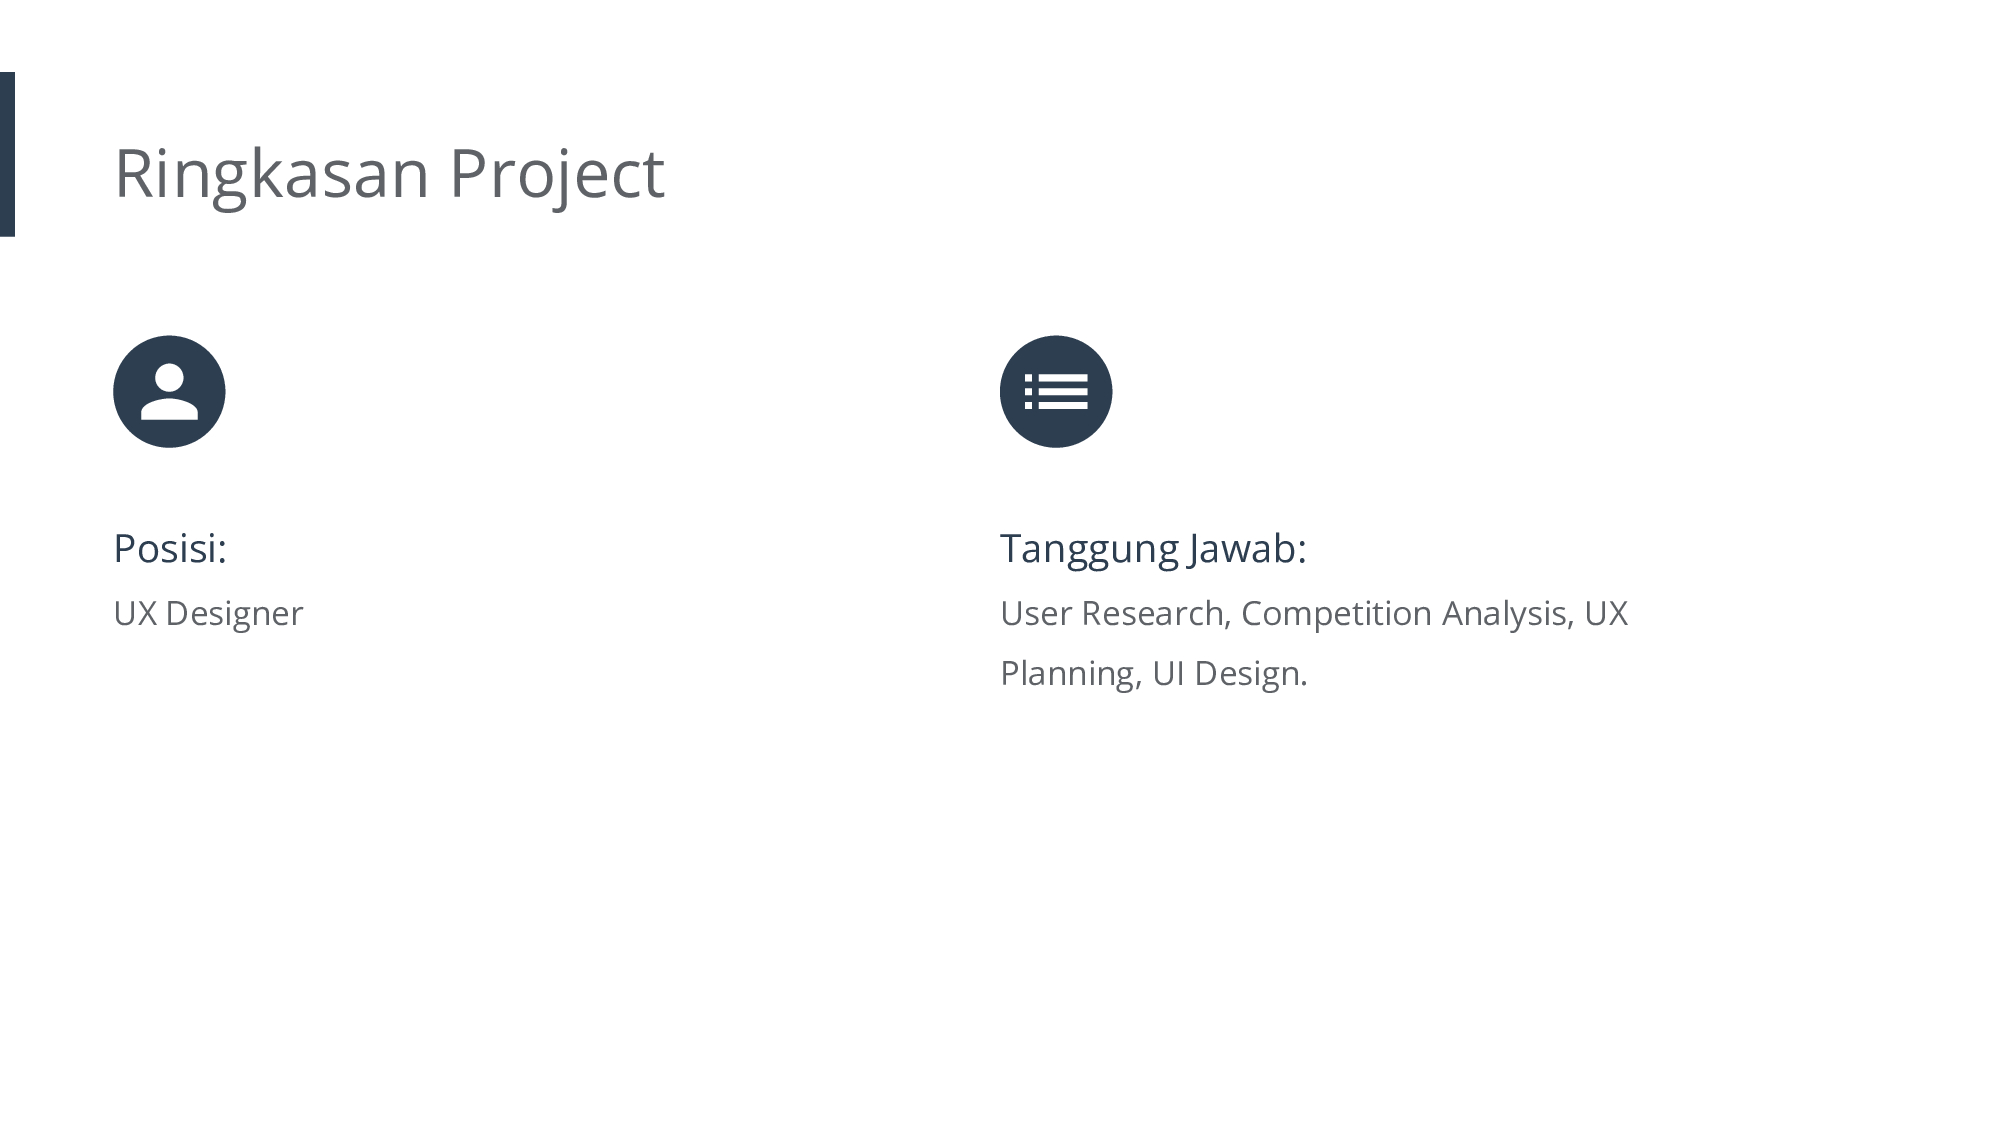 Ringkasan Project
Posisi:
UX Designer
Tanggung Jawab:
User Research, Competition Analysis, UX
Planning, UI Design.